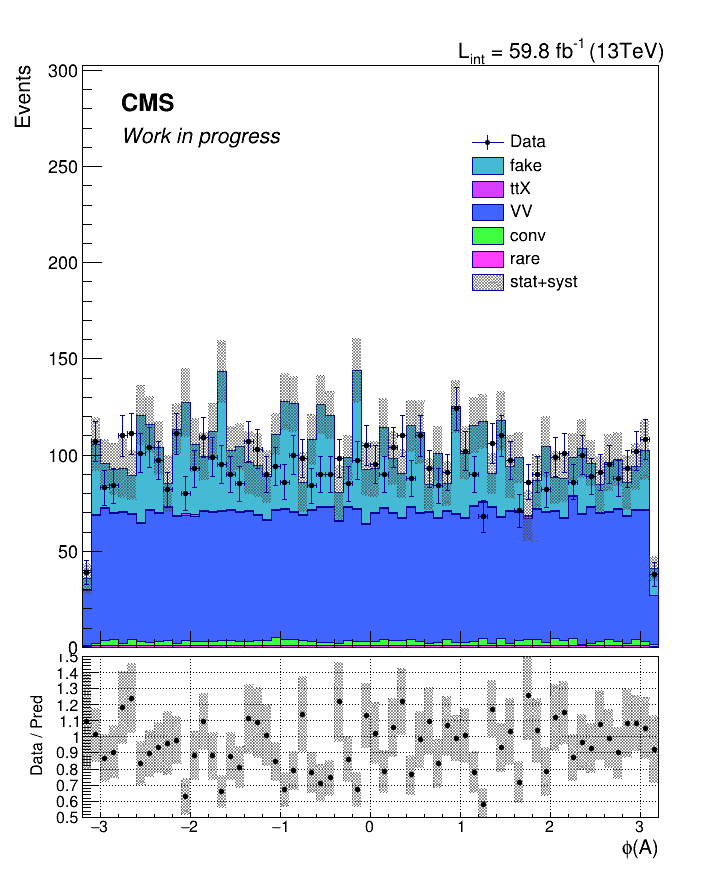 L_int = 59.8 fb^-1 (13TeV)
Events
300
250
200
150
100
50
0
CMS
Work in progress
Data
fake
ttX
VV
conv
rare
stat+syst
Data / Pred
1.5
1.4
1.3
1.2
1.1
1
0.9
0.8
0.7
0.6
0.5
−3
−2
−1
0
1
2
3
ϕ(A)